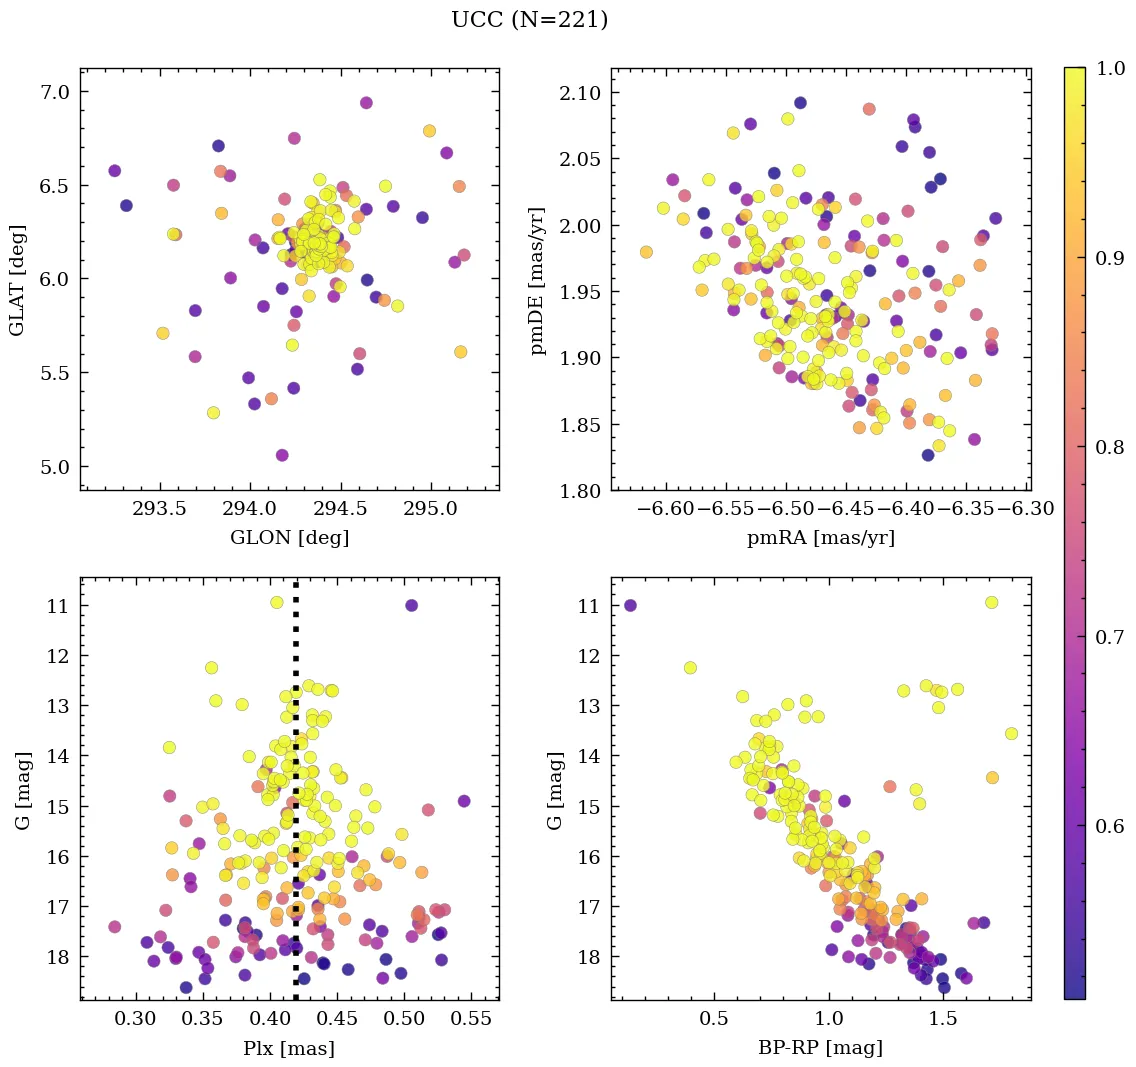 UCC (N=221)
7.0
6.5
6.0
5.5
5.0
GLAT [deg]
293.5 294.0 294.5 295.0
GLON [deg]
2.10
2.05
2.00
1.95
1.90
1.85
1.80
pmDE [mas/yr]
−6.60 −6.55 −6.50 −6.45 −6.40 −6.35 −6.30
pmRA [mas/yr]
1.0
0.9
0.8
0.7
0.6
11
12
13
14
15
16
17
18
G [mag]
0.30 0.35 0.40 0.45 0.50 0.55
Plx [mas]
11
12
13
14
15
16
17
18
G [mag]
0.5 1.0 1.5
BP-RP [mag]